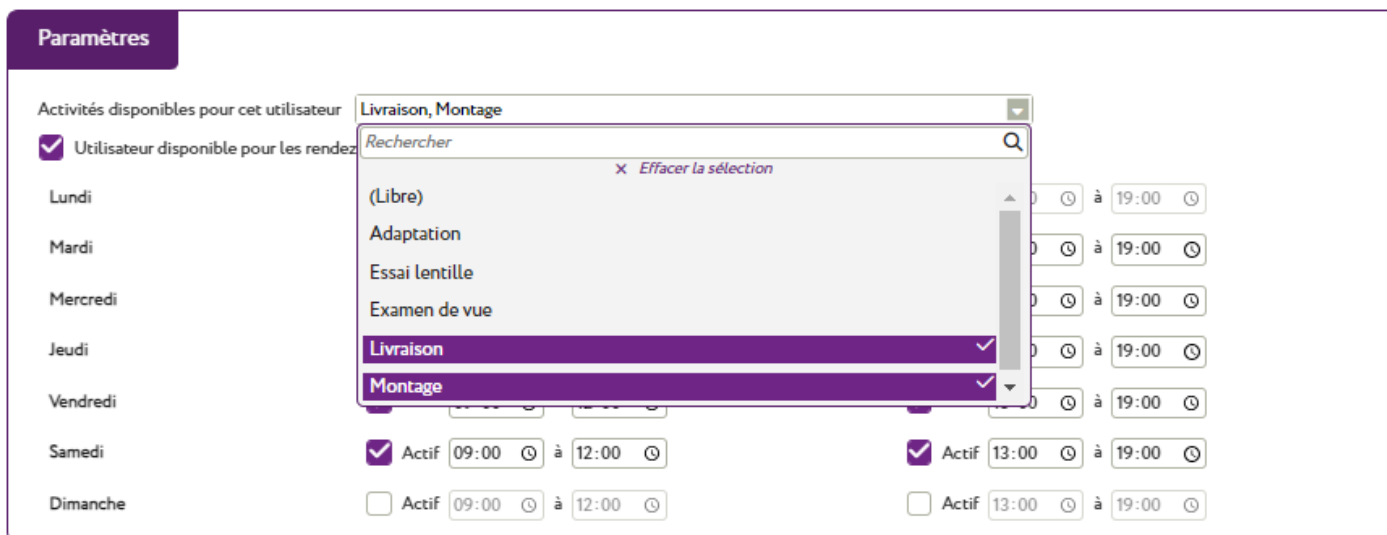 Paramètres
Activités disponibles pour cet utilisateur Livraison, Montage
Utilisateur disponible pour les rendez
Rechercher
× Effacer la sélection
(Libre)
Adaptation
Essai lentille
Examen de vue
Livraison
Montage
Lundi à 19:00
Mardi à 19:00
Mercredi à 19:00
Jeudi à 19:00
Vendredi à 19:00
Samedi Actif 09:00 à 12:00 Actif 13:00 à 19:00
Dimanche Actif 09:00 à 12:00 Actif 13:00 à 19:00